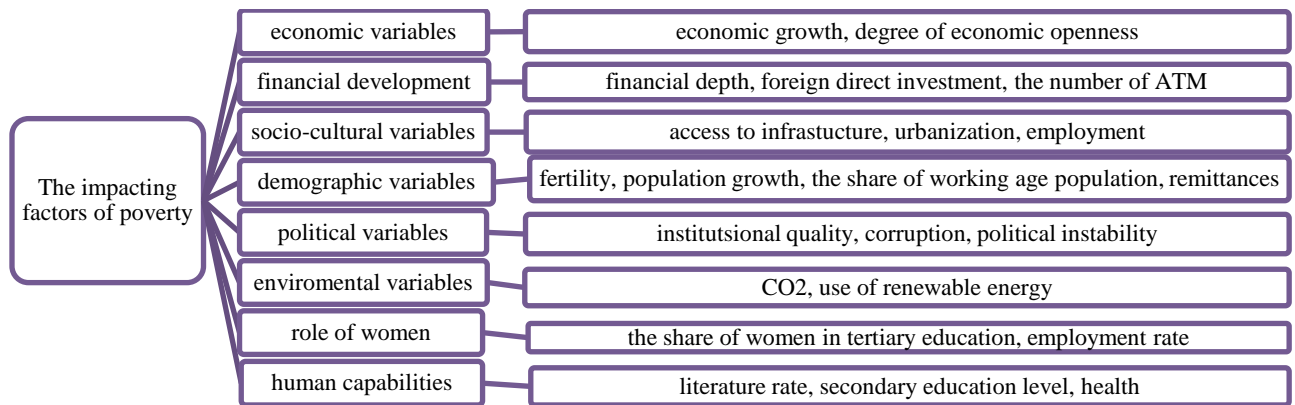 The impacting
factors of poverty
economic variables
economic growth, degree of economic openness
financial development
financial depth, foreign direct investment, the number of ATM
socio-cultural variables
access to infrastucture, urbanization, employment
demographic variables
fertility, population growth, the share of working age population, remittances
political variables
institutsional quality, corruption, political instability
enviromental variables
CO2, use of renewable energy
role of women
the share of women in tertiary education, employment rate
human capabilities
literature rate, secondary education level, health